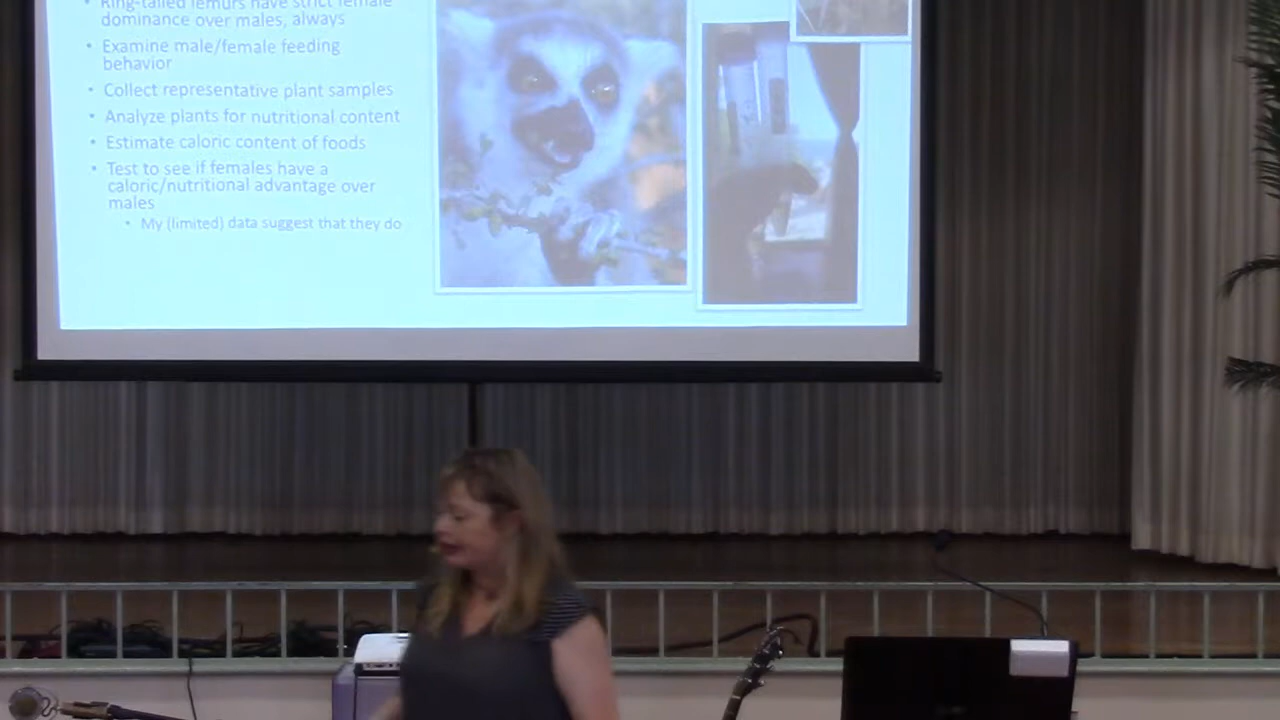 Ring-tailed lemurs have strict female
dominance over males, always
Examine male/female feeding
behavior
Collect representative plant samples
Analyze plants for nutritional content
Estimate caloric content of foods
Test to see if females have a
caloric/nutritional advantage over
males
My (limited) data suggest that they do